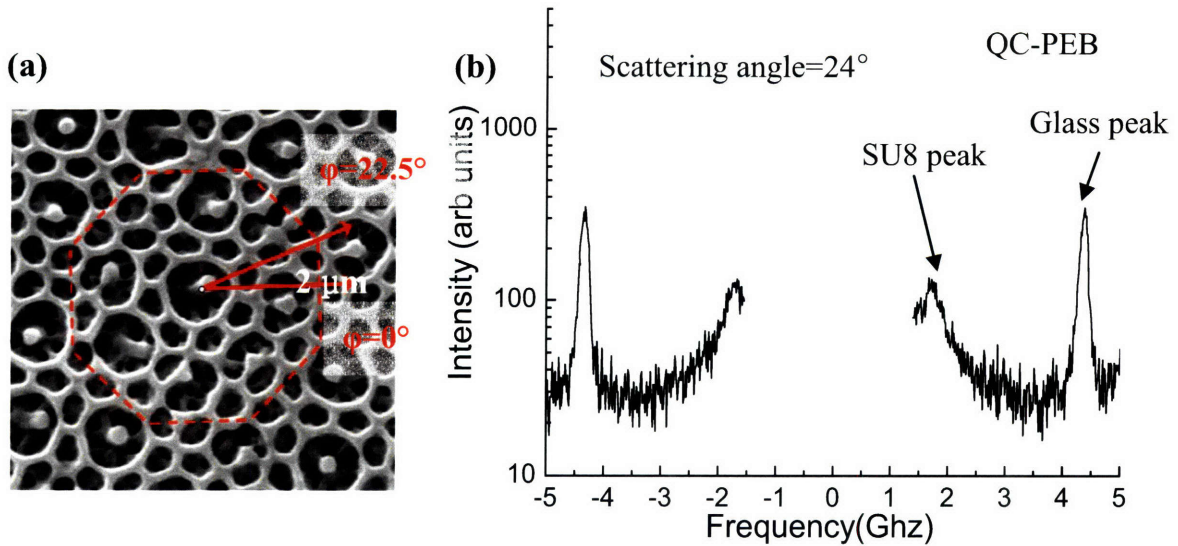 (a)
φ=22.5°
2 μm
φ=0°
(b)
Scattering angle=24°
QC-PEB
Glass peak
SU8 peak
Intensity (arb units)
1000
100
10
-5 -4 -3 -2 -1 0 1 2 3 4 5
Frequency(Ghz)